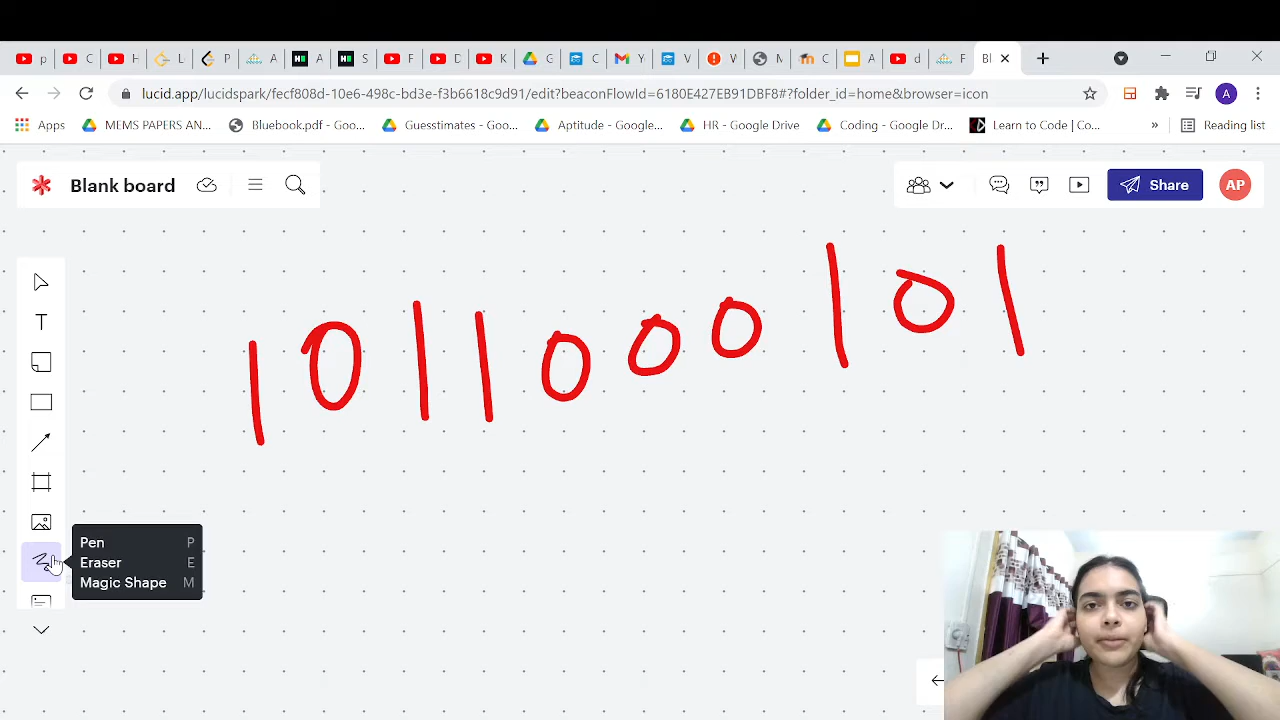 p
C
H
L
P
A
A
S
F
D
K
G
C
Y
V
W
M
C
A
d
F
Bl
lucid.app/lucidspark/fecf808d-10e6-498c-bd3e-f3b6618c9d91/edit?beaconFlowId=6180E427EB91DBF8#?folder_id=home&browser=icon
A
Apps
MEMS PAPERS AN...
Bluebook.pdf - Goo...
Guesstimates - Goo...
Aptitude - Google...
HR - Google Drive
Coding - Google Dr...
Learn to Code | Co...
»
Reading list
Blank board
Share
AP
1011000101
T
Pen P
Eraser E
Magic Shape M